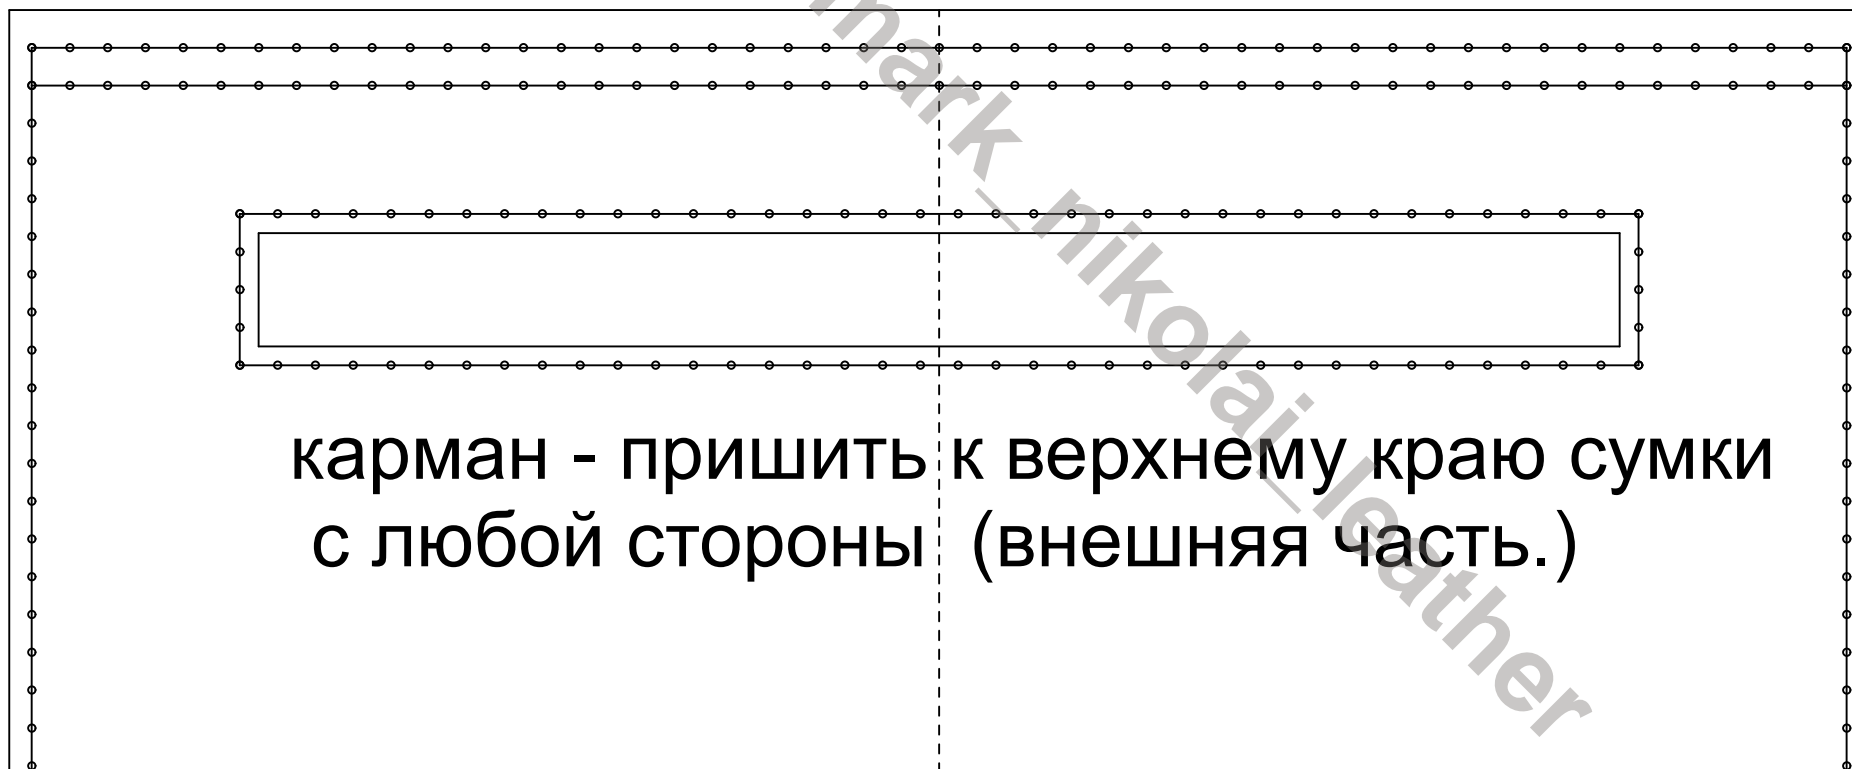 карман - пришить к верхнему краю сумки
с любой стороны (внешняя часть.)
mark_nikolai_leather